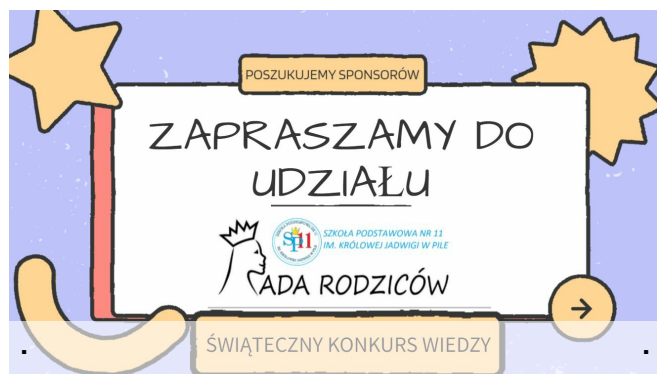 POSZUKUJEMY SPONSORÓW
ZAPRASZAMY DO
UDZIAŁU
SP11
SZKOŁA PODSTAWOWA NR 11
IM. KRÓLOWEJ JADWIGI W PILE
RADA RODZICÓW
ŚWIĄTECZNY KONKURS WIEDZY